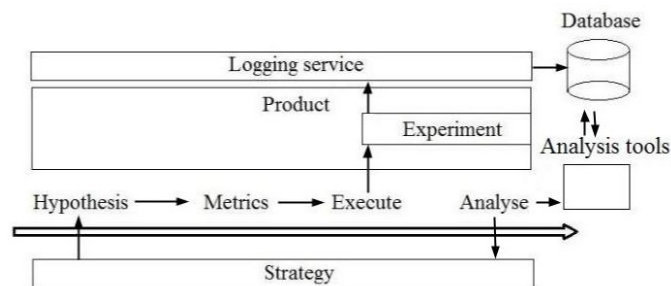 Database
Logging service
Product
Experiment
Analysis tools
Hypothesis
Metrics
Execute
Analyse
Strategy